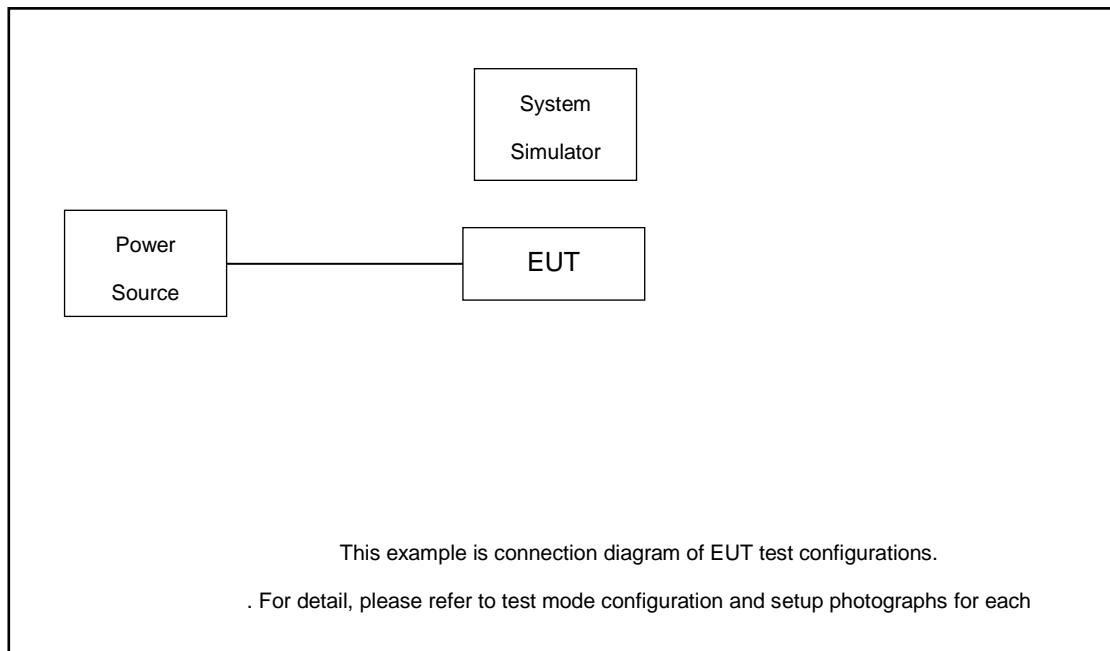 System
Simulator
Power
Source
EUT
This example is connection diagram of EUT test configurations.
. For detail, please refer to test mode configuration and setup photographs for each